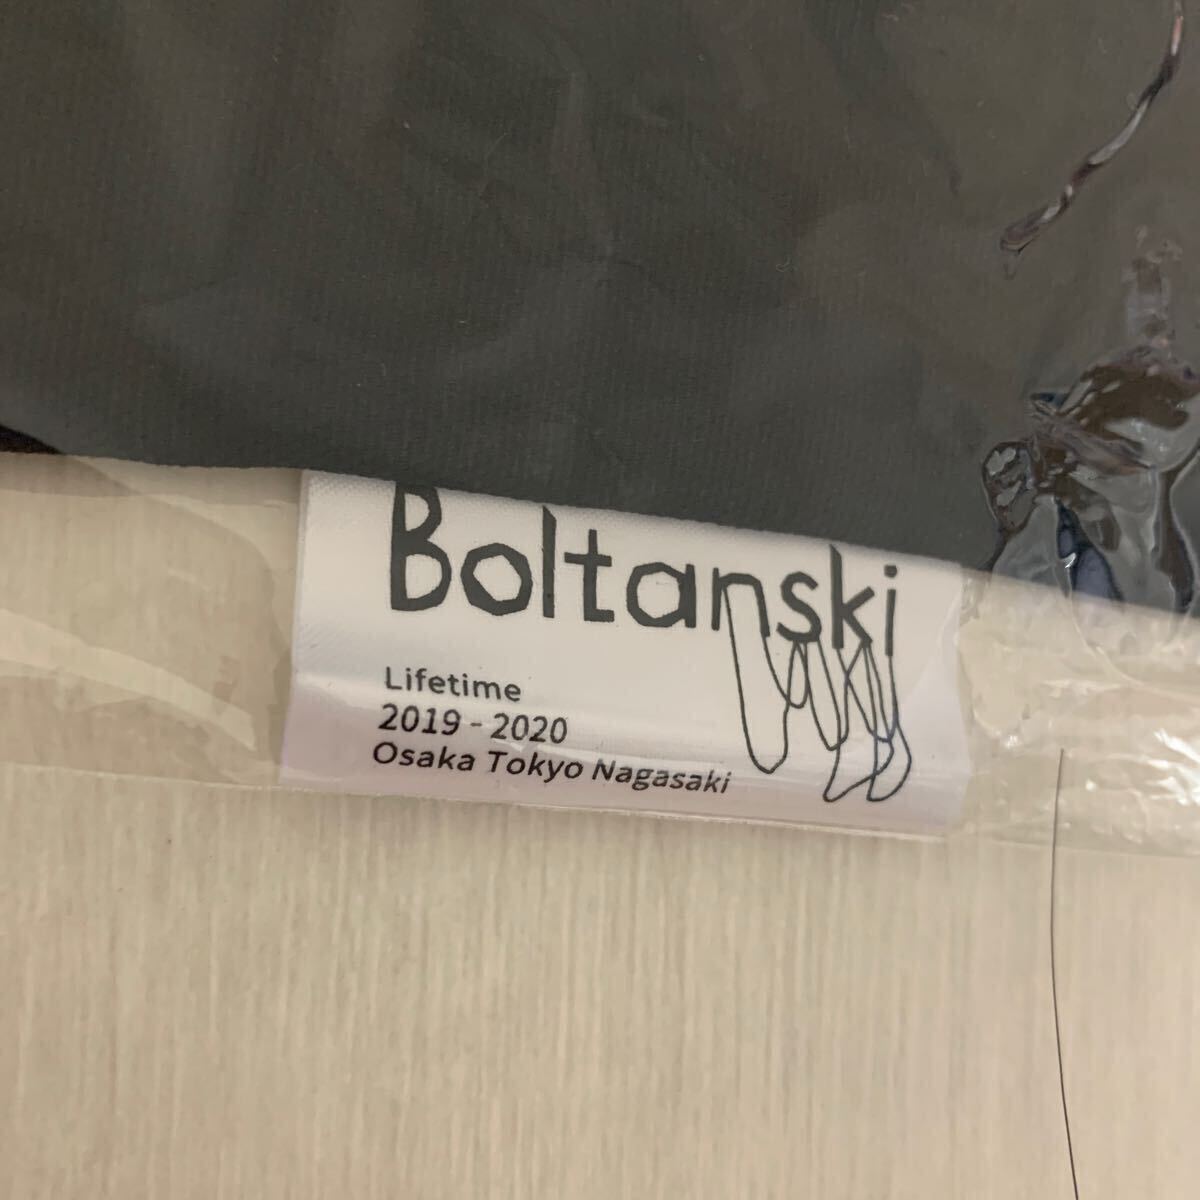 Boltanski
Lifetime
2019 - 2020
Osaka Tokyo Nagasaki